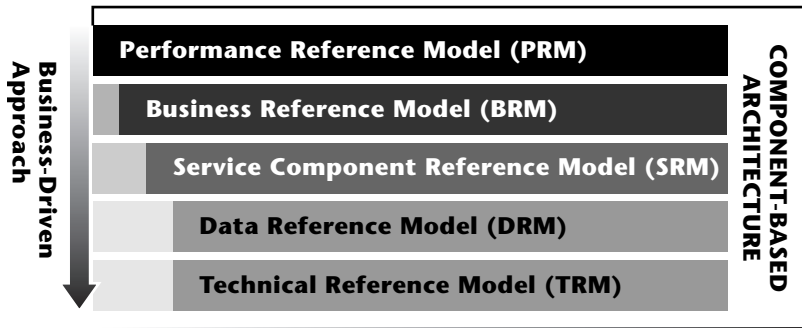 Business-Driven
Approach
Performance Reference Model (PRM)
Business Reference Model (BRM)
Service Component Reference Model (SRM)
Data Reference Model (DRM)
Technical Reference Model (TRM)
COMPONENT-BASED
ARCHITECTURE